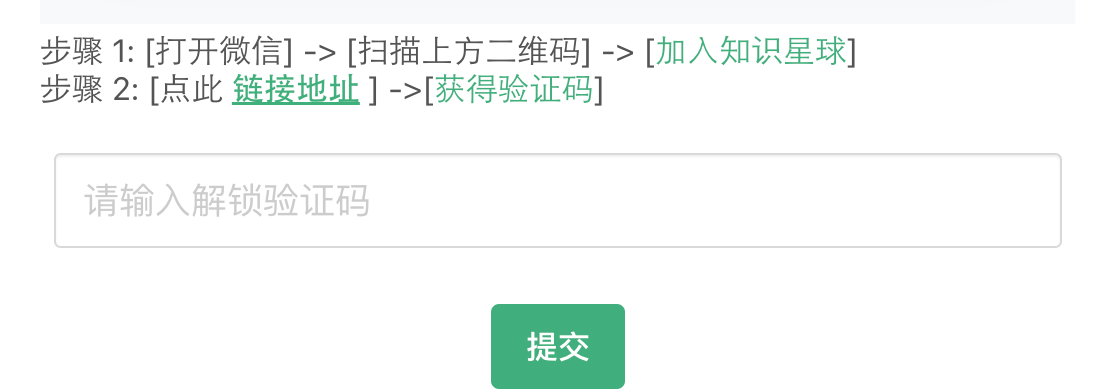 步骤 1: [打开微信] -> [扫描上方二维码] -> [加入知识星球]
步骤 2: [点此 链接地址 ] ->[获得验证码]
请输入解锁验证码
提交